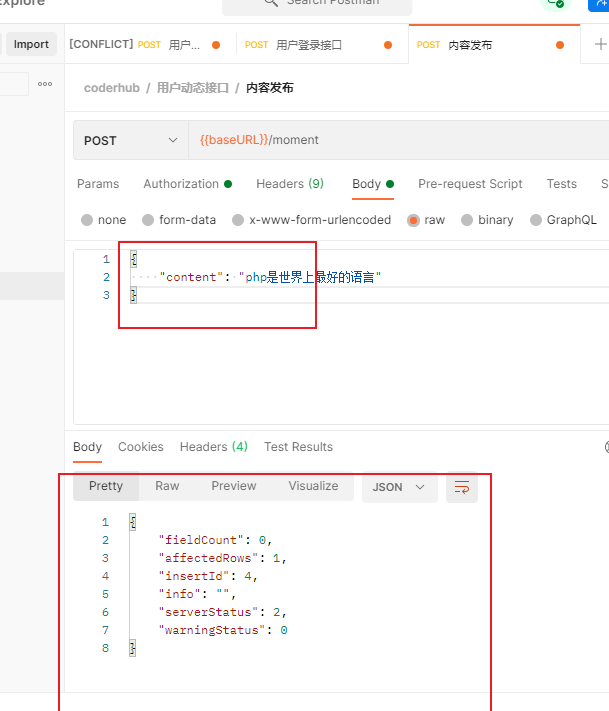 Explore
Search Postman
Import
[CONFLICT] POST 用户...
POST 用户登录接口
POST 内容发布
coderhub / 用户动态接口 / 内容发布
POST
{{baseURL}}/moment
Params Authorization Headers (9) Body Pre-request Script Tests S
none form-data x-www-form-urlencoded raw binary GraphQL
1 {
2 "content": "php是世界上最好的语言"
3 }
Body Cookies Headers (4) Test Results
Pretty Raw Preview Visualize JSON
1 {
2 "fieldCount": 0,
3 "affectedRows": 1,
4 "insertId": 4,
5 "info": "",
6 "serverStatus": 2,
7 "warningStatus": 0
8 }